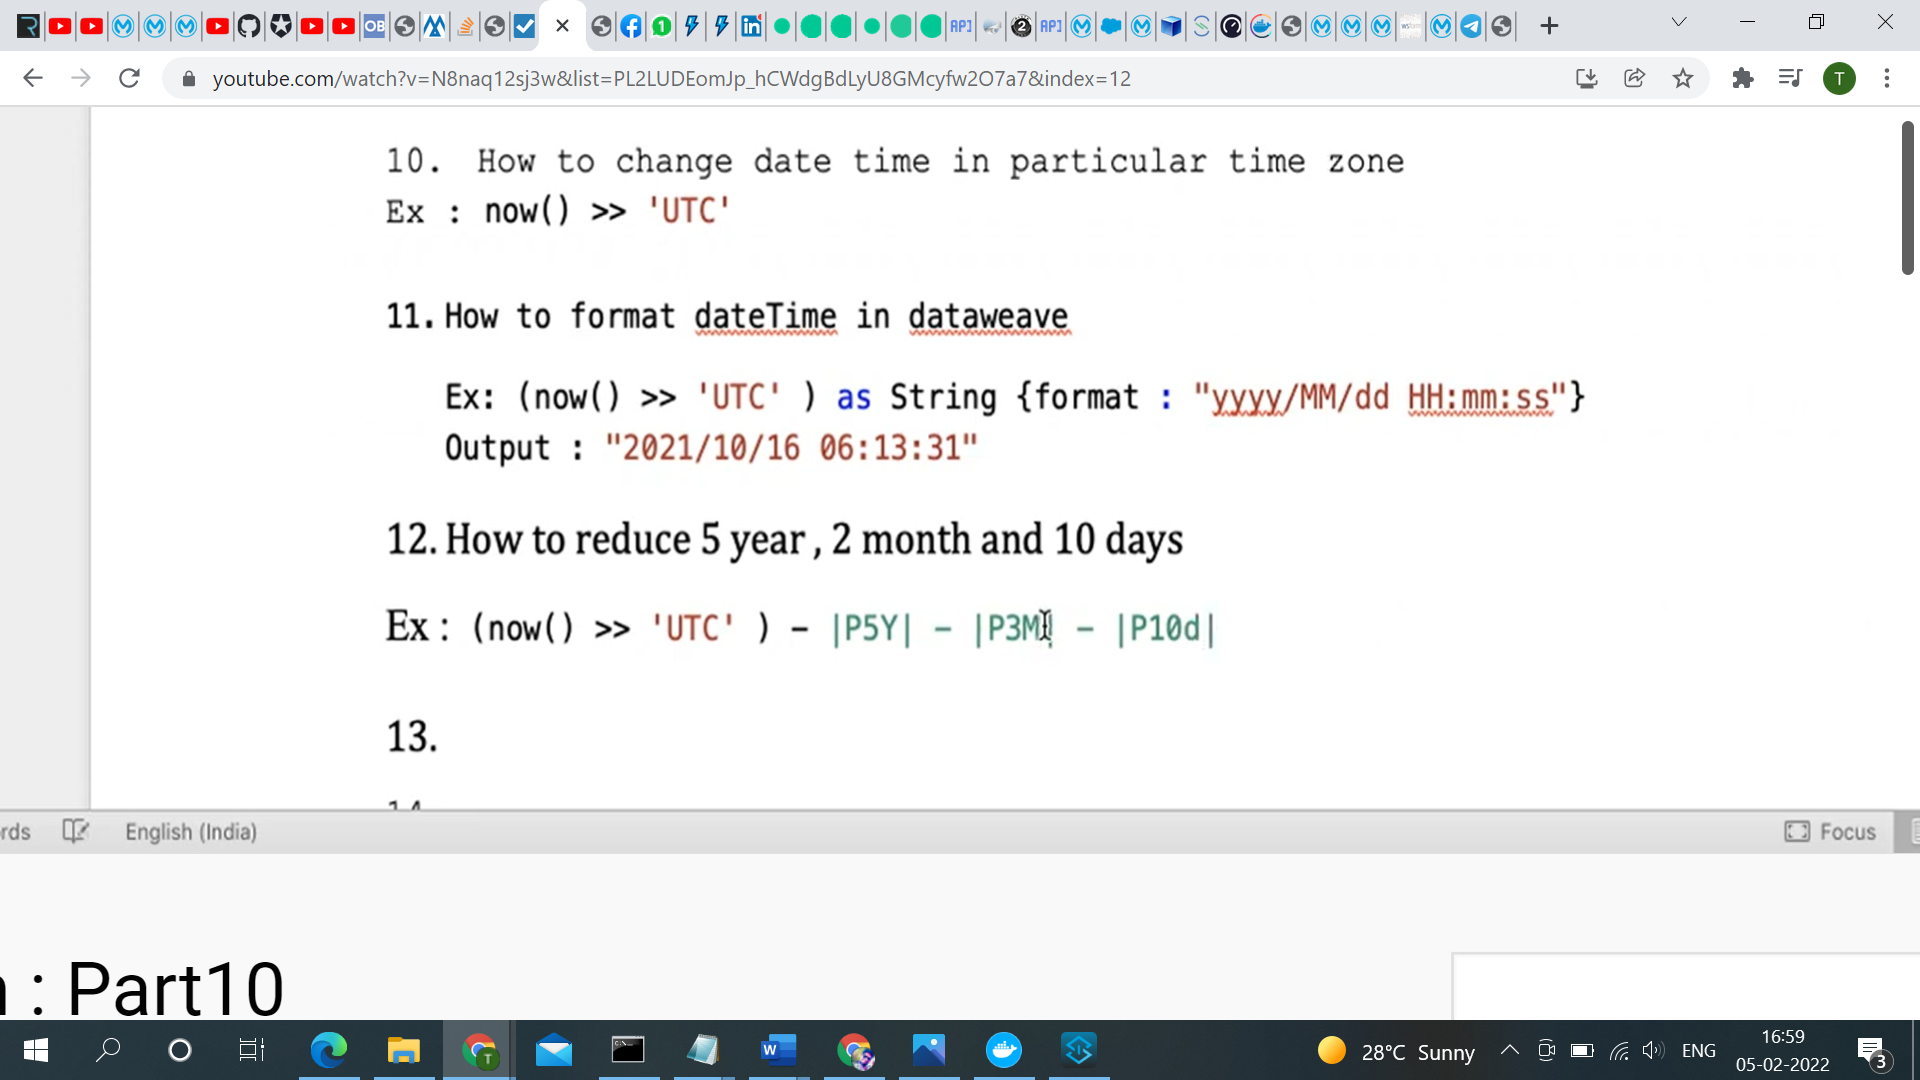 youtube.com/watch?v=N8naq12sj3w&list=PL2LUDEomJp_hCWdgBdLyU8GMcyfw2O7a7&index=12
T
10. How to change date time in particular time zone
Ex : now() >> 'UTC'
11. How to format dateTime in dataweave
Ex: (now() >> 'UTC' ) as String {format : "yyyy/MM/dd HH:mm:ss"}
Output : "2021/10/16 06:13:31"
12. How to reduce 5 year , 2 month and 10 days
Ex : (now() >> 'UTC' ) - |P5Y| - |P3M| - |P10d|
13.
14
rds English (India) Focus
: Part10
28°C Sunny ENG
16:59
05-02-2022
3